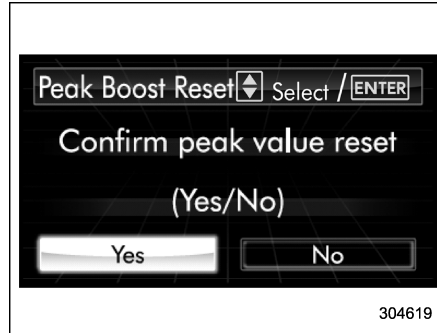 Peak Boost Reset Select / ENTER
Confirm peak value reset
(Yes/No)
Yes No
304619